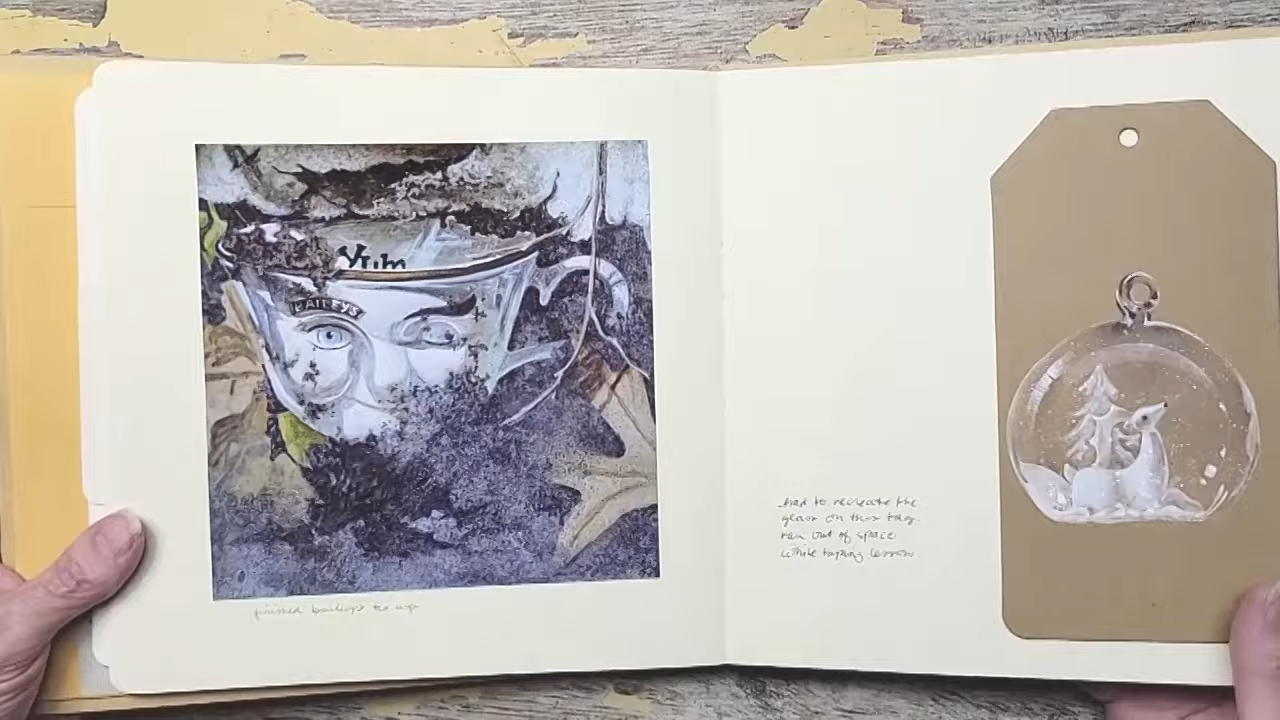 Yum
BAILEYS
finished baileys tea cup
had to recreate the
glass on this tag.
ran out of space
while taping lesson.